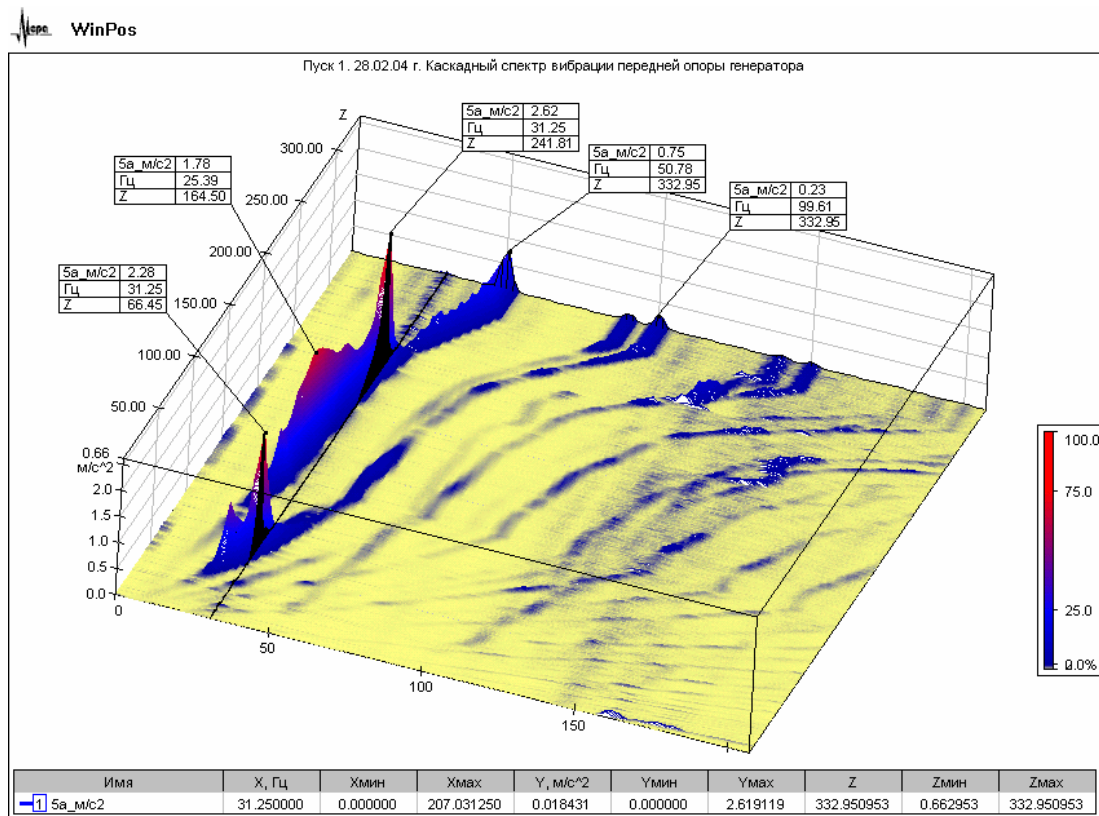 мера WinPos
Пуск 1. 28.02.04 г. Каскадный спектр вибрации передней опоры генератора
5а_м/с2 2.62
Гц 31.25
Z 241.81
5а_м/с2 0.75
Гц 50.78
Z 332.95
5а_м/с2 1.78
Гц 25.39
Z 164.50
5а_м/с2 0.23
Гц 99.61
Z 332.95
5а_м/с2 2.28
Гц 31.25
Z 66.45
Z
300.00
250.00
200.00
150.00
100.00
50.00
0.66
м/с^2
2.0
1.5
1.0
0.5
0.0
0
50
100
150
100.0
75.0
25.0
0.0%
Имя X, Гц Xмин Xмах Y, м/с^2 Yмин Yмах Z Zмин Zмах
1 5а_м/с2 31.250000 0.000000 207.031250 0.018431 0.000000 2.619119 332.950953 0.662953 332.950953